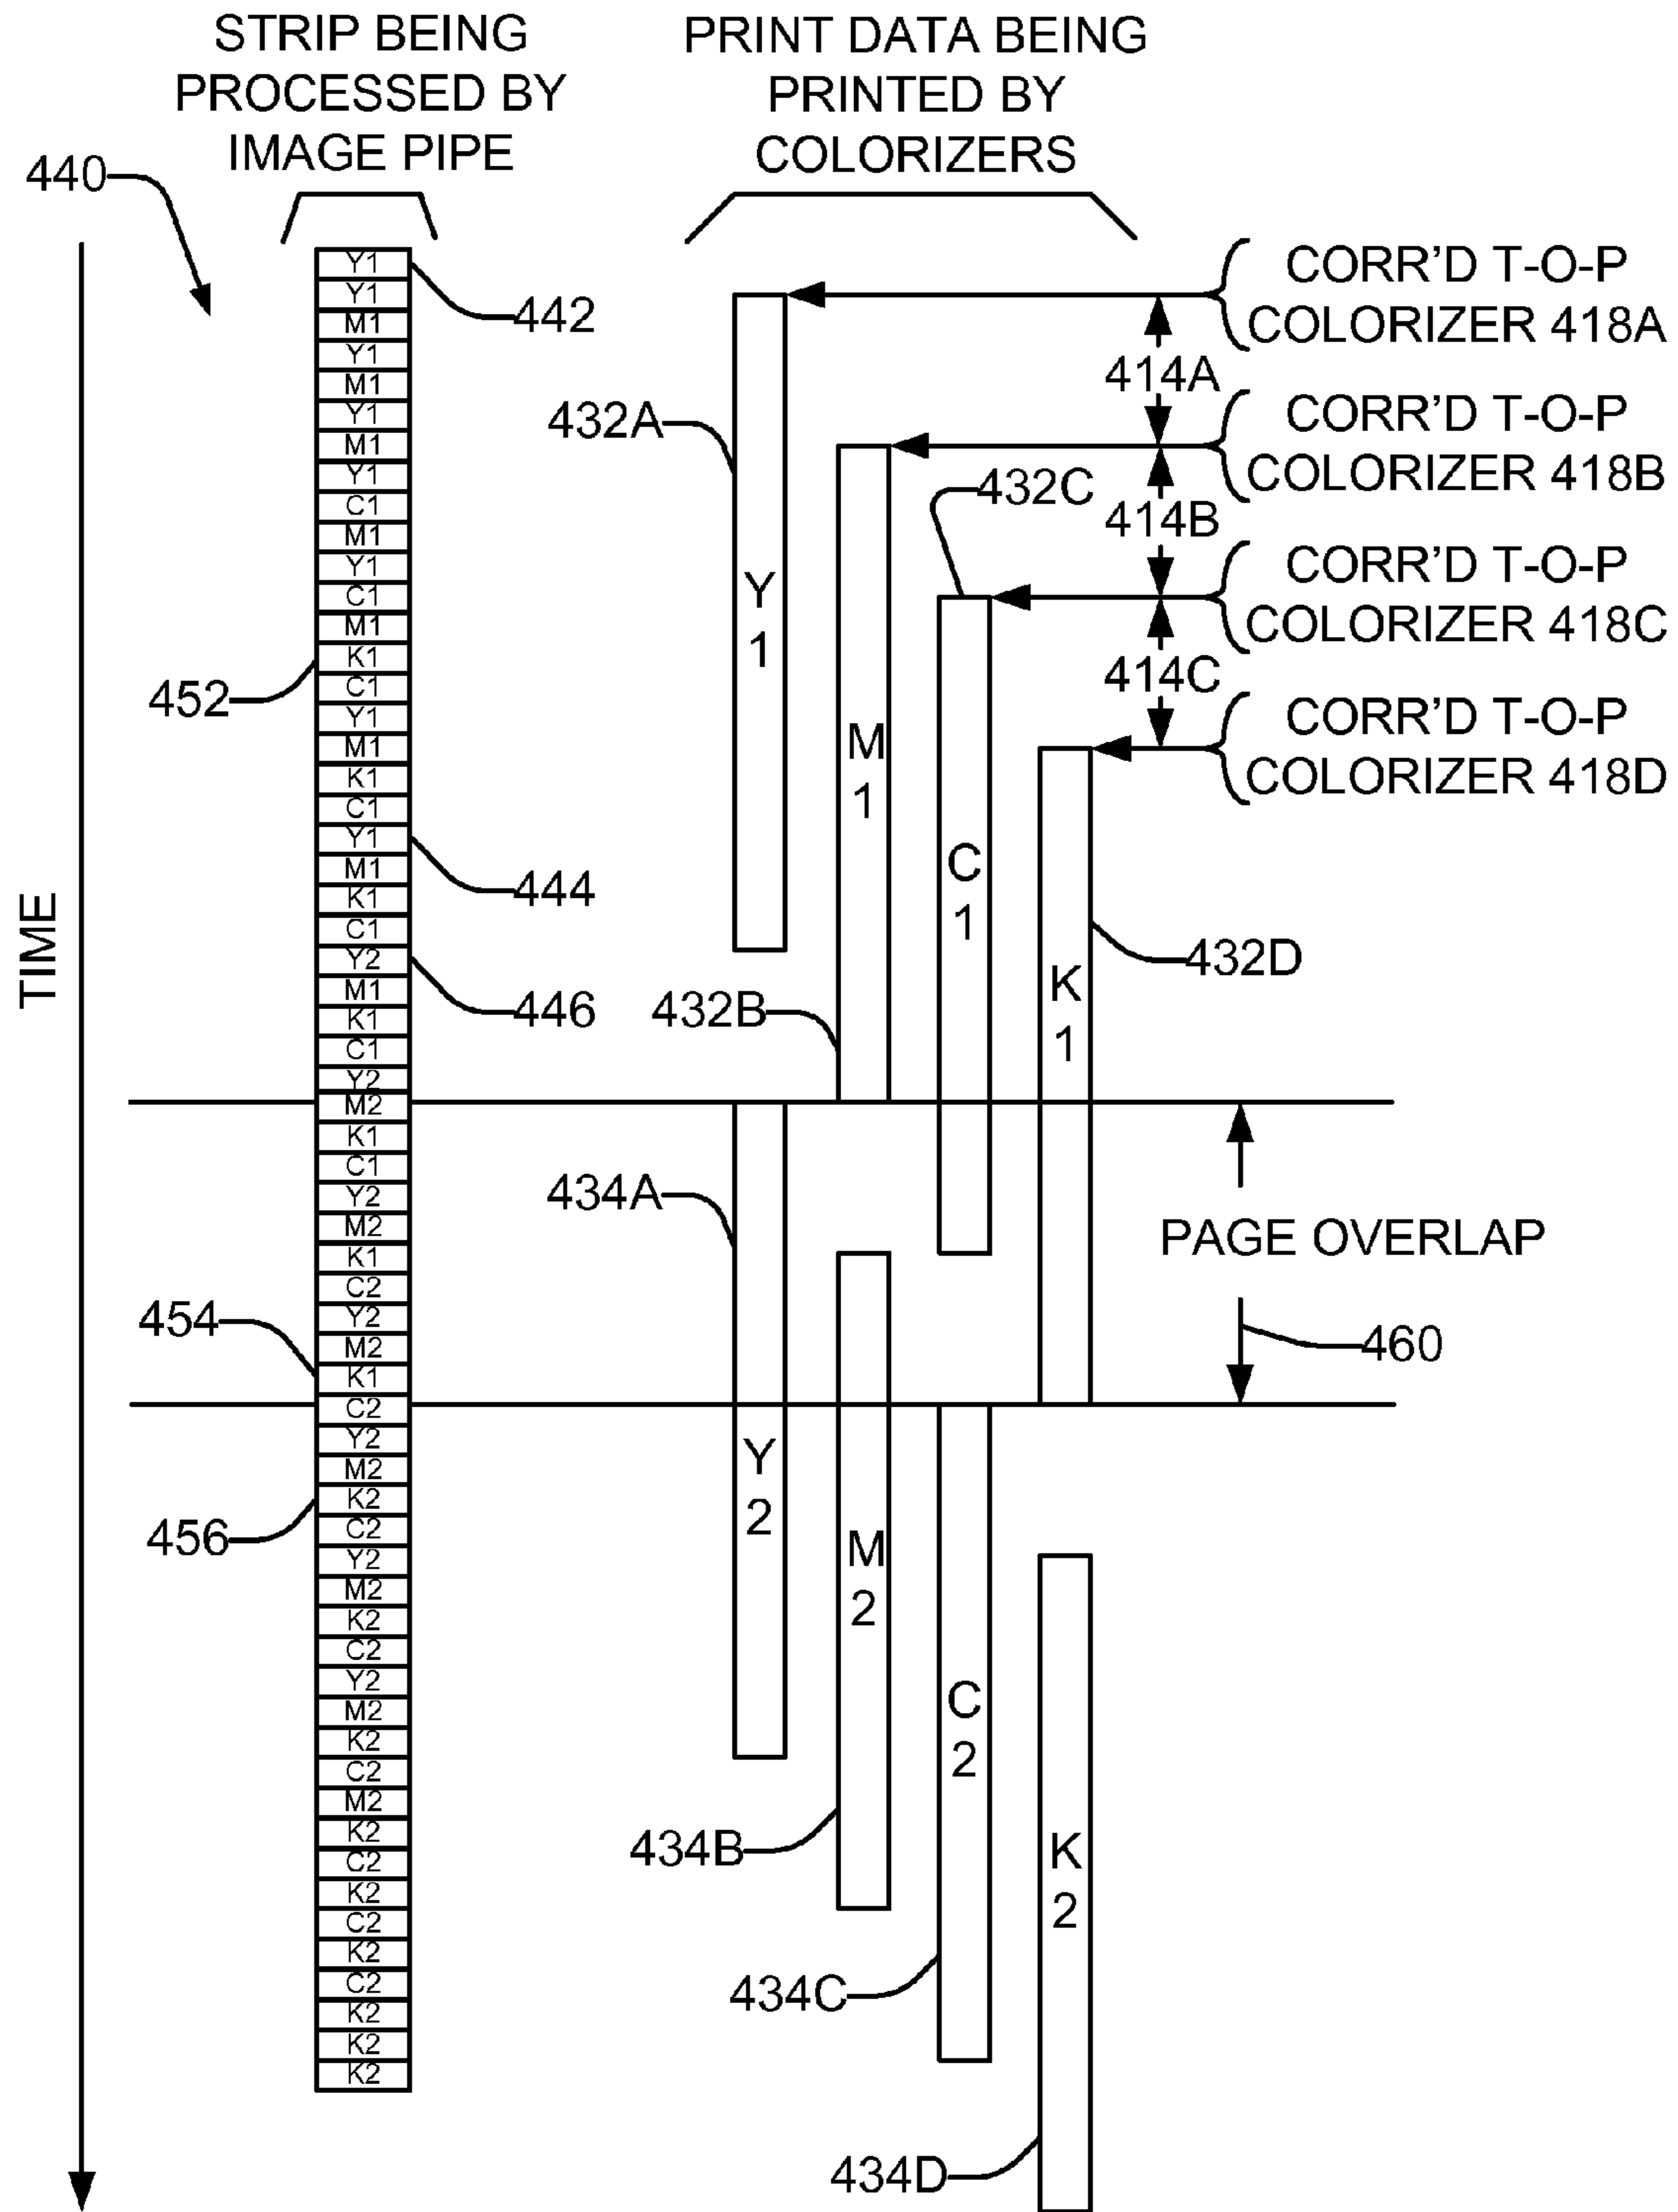 STRIP BEING
PROCESSED BY
IMAGE PIPE
PRINT DATA BEING
PRINTED BY
COLORIZERS
440
TIME
Y1
Y1
M1
Y1
M1
Y1
M1
Y1
C1
M1
Y1
C1
M1
K1
C1
Y1
M1
K1
C1
Y1
M1
K1
C1
Y2
M1
K1
C1
Y2
M2
K1
C1
Y2
M2
K1
C2
Y2
M2
K1
C2
Y2
M2
K2
C2
Y2
M2
K2
C2
Y2
M2
K2
C2
M2
K2
C2
K2
C2
K2
C2
K2
K2
K2
442
452
444
446
454
456
432A
Y
1
432B
M
1
432C
C
1
432D
K
1
CORR'D T-O-P
COLORIZER 418A
414A
CORR'D T-O-P
COLORIZER 418B
414B
CORR'D T-O-P
COLORIZER 418C
414C
CORR'D T-O-P
COLORIZER 418D
434A
Y
2
PAGE OVERLAP
460
434B
M
2
434C
C
2
434D
K
2